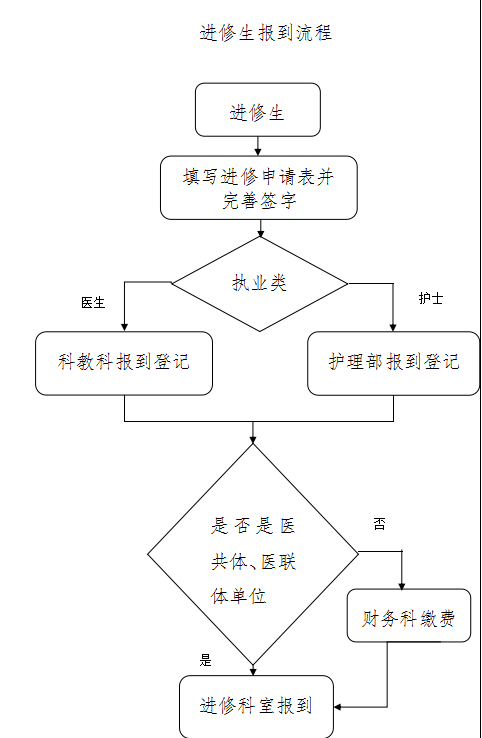 进修生报到流程
进修生
填写进修申请表并
完善签字
执业类
医生
护士
科教科报到登记
护理部报到登记
是否是医
共体、医联
体单位
否
财务科缴费
是
进修科室报到